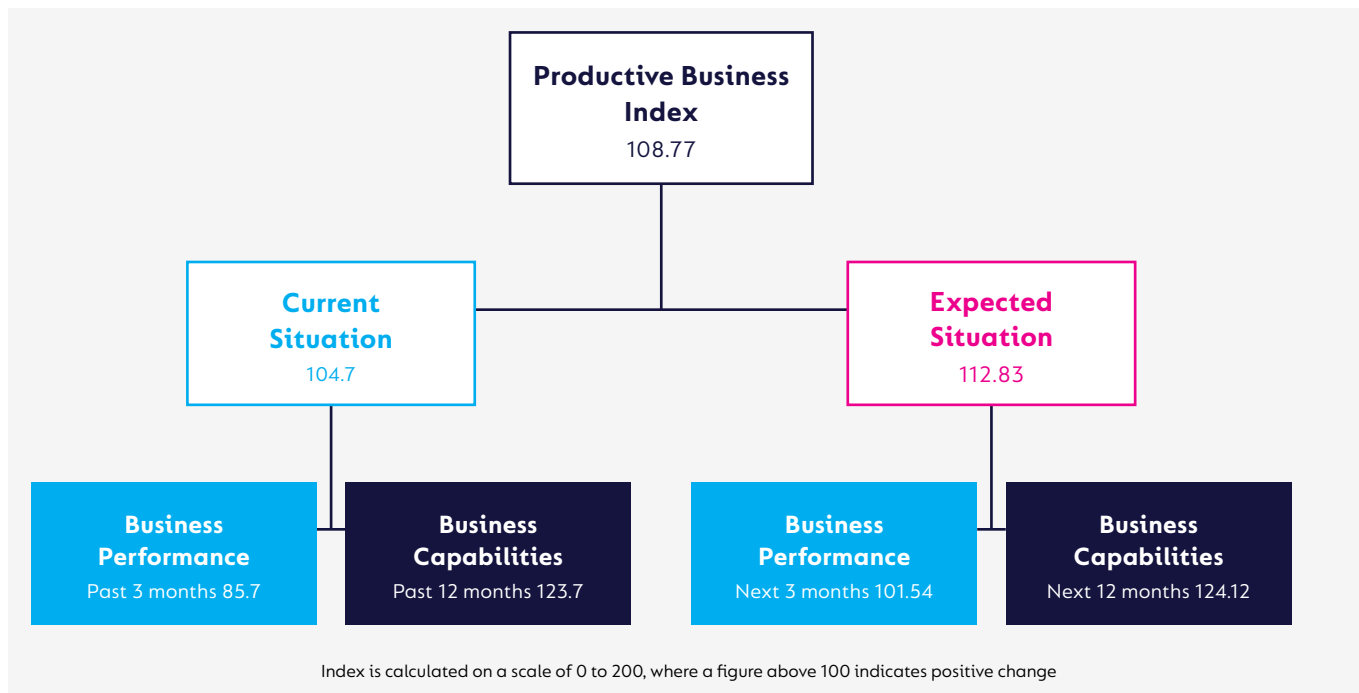 Productive Business
Index
108.77
Current
Situation
104.7
Expected
Situation
112.83
Business
Performance
Past 3 months 85.7
Business
Capabilities
Past 12 months 123.7
Business
Performance
Next 3 months 101.54
Business
Capabilities
Next 12 months 124.12
Index is calculated on a scale of 0 to 200, where a figure above 100 indicates positive change